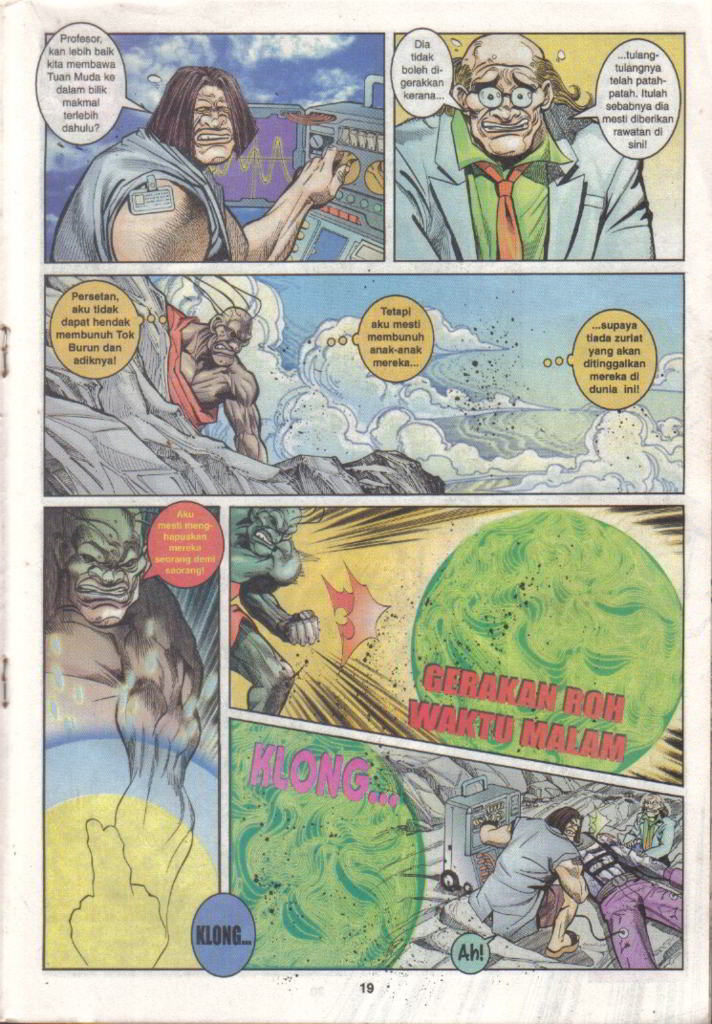 Profesor,
kan lebih baik
kita membawa
Tuan Muda ke
dalam bilik
makmal
terlebih
dahulu?
Dia
tidak
boleh di-
gerakkan
kerana...
...tulang-
tulangnya
telah patah-
patah. Itulah
sebabnya dia
mesti diberikan
rawatan di
sini!
Persetan,
aku tidak
dapat hendak
membunuh Tok
Burun dan
adiknya!
Tetapi
aku mesti
membunuh
anak-anak
mereka...
...supaya
tiada zuriat
yang akan
ditinggalkan
mereka di
dunia ini!
Aku
mesti meng-
hapuskan
mereka
seorang demi
seorang!
GERAKAN ROH
WAKTU MALAM
KLONG...
KLONG...
Ah!
19